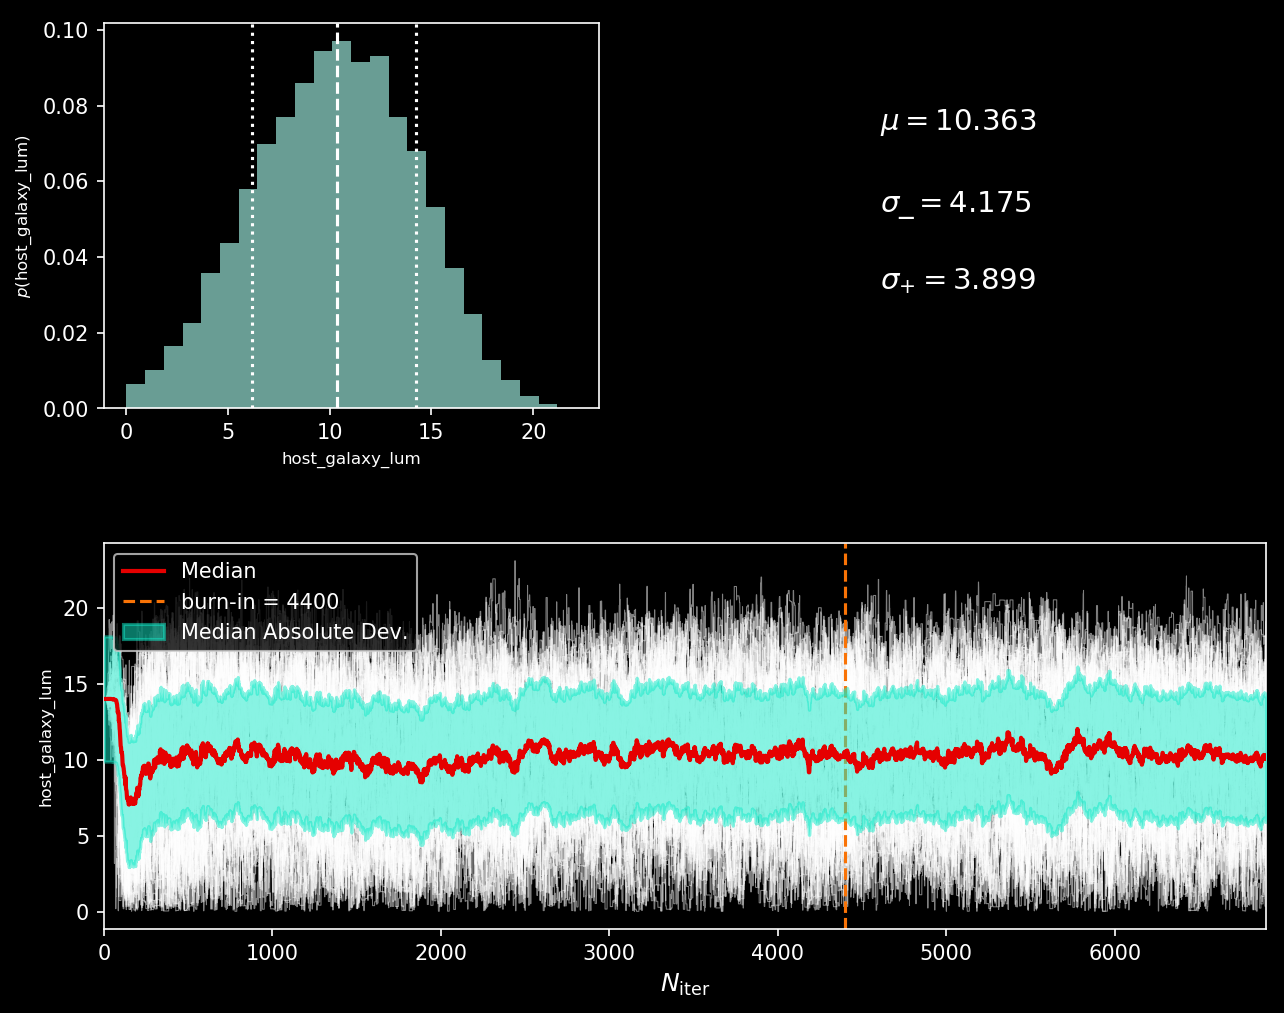 0.10
0.08
0.06
0.04
0.02
0.00
p(host_galaxy_lum)
0 5 10 15 20
host_galaxy_lum
μ = 10.363
σ₋ = 4.175
σ₊ = 3.899
Median
burn-in = 4400
Median Absolute Dev.
20
15
10
5
0
host_galaxy_lum
0 1000 2000 3000 4000 5000 6000
N_iter